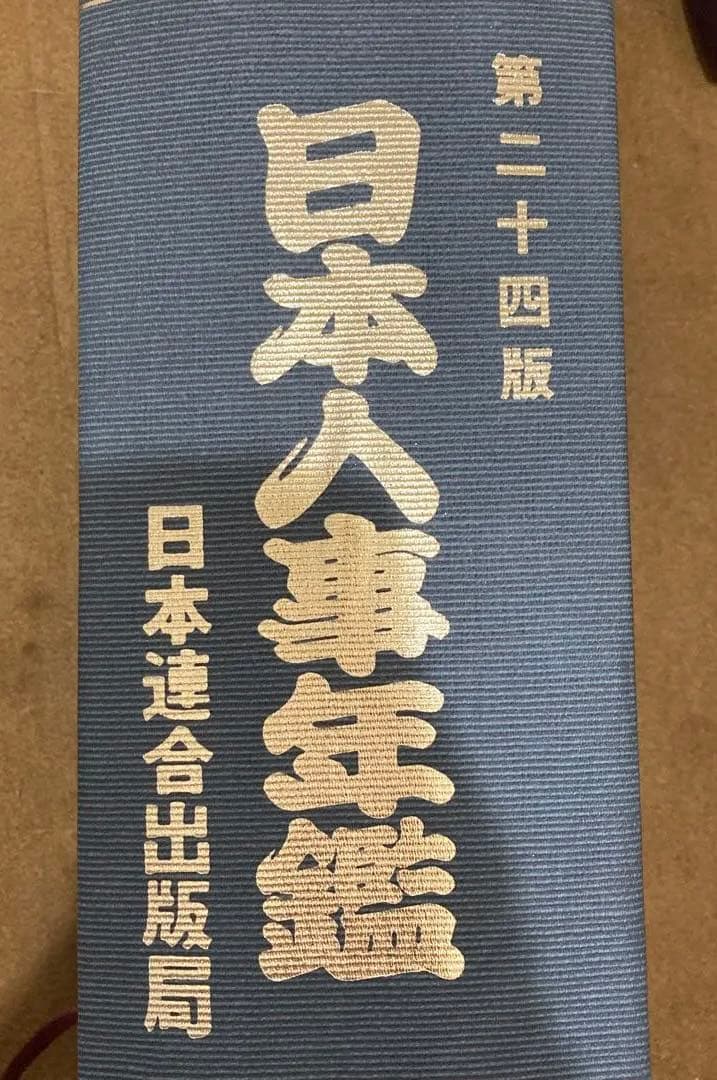 第二十四版
日本人事年鑑
日本連合出版局